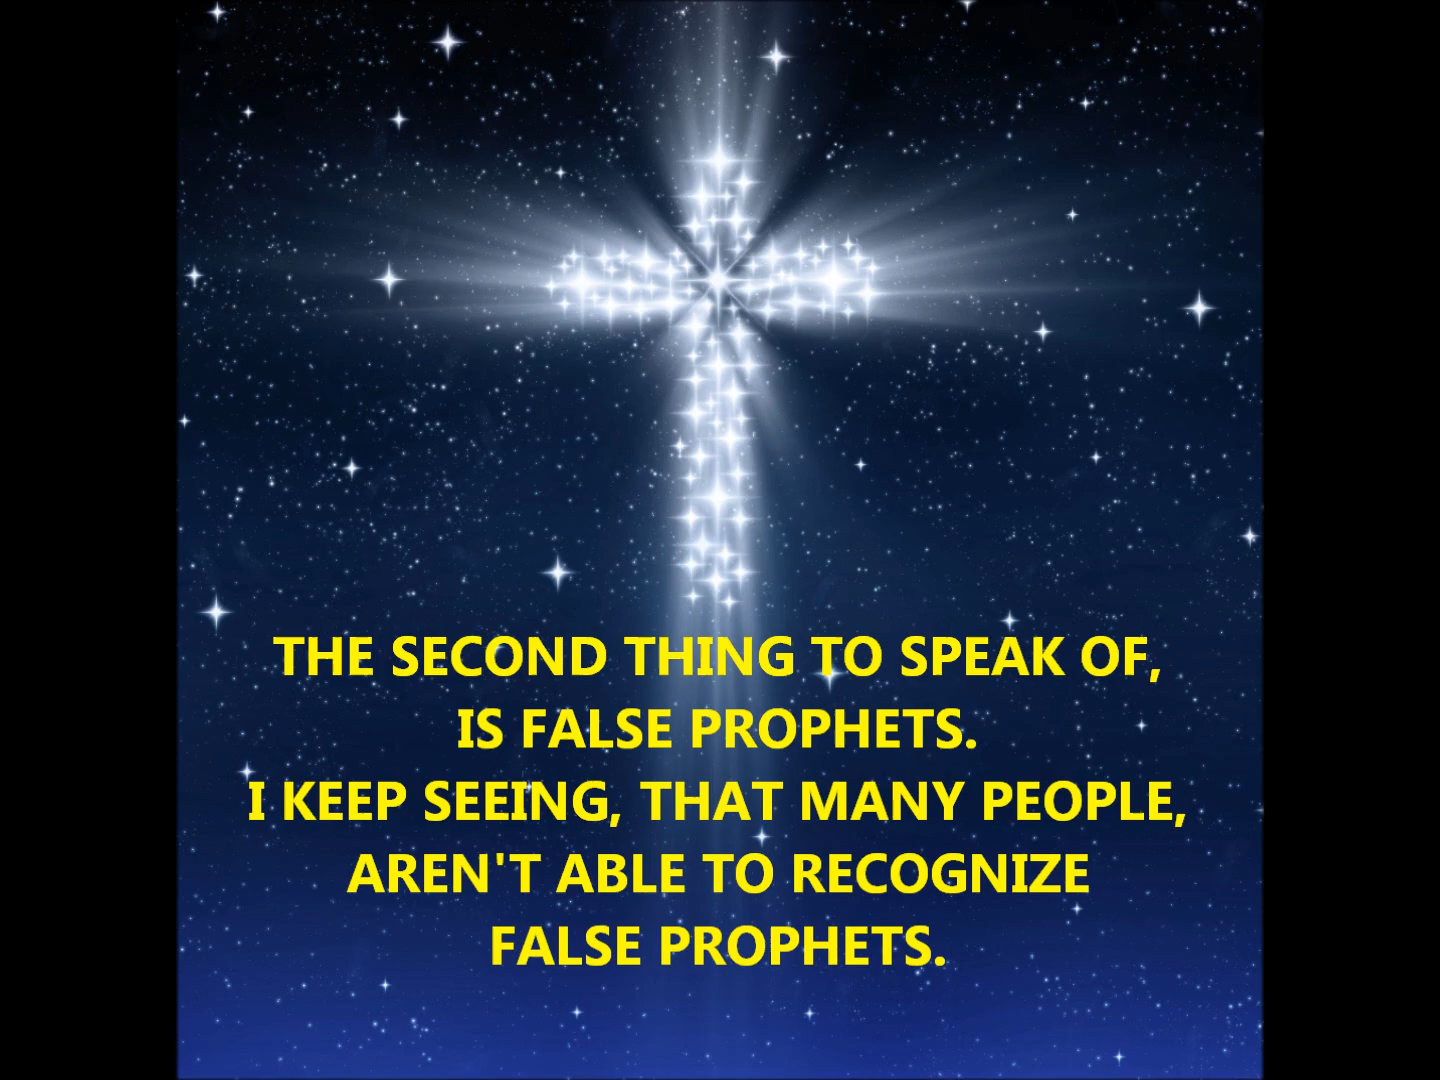 THE SECOND THING TO SPEAK OF,
IS FALSE PROPHETS.
I KEEP SEEING, THAT MANY PEOPLE,
AREN'T ABLE TO RECOGNIZE
FALSE PROPHETS.